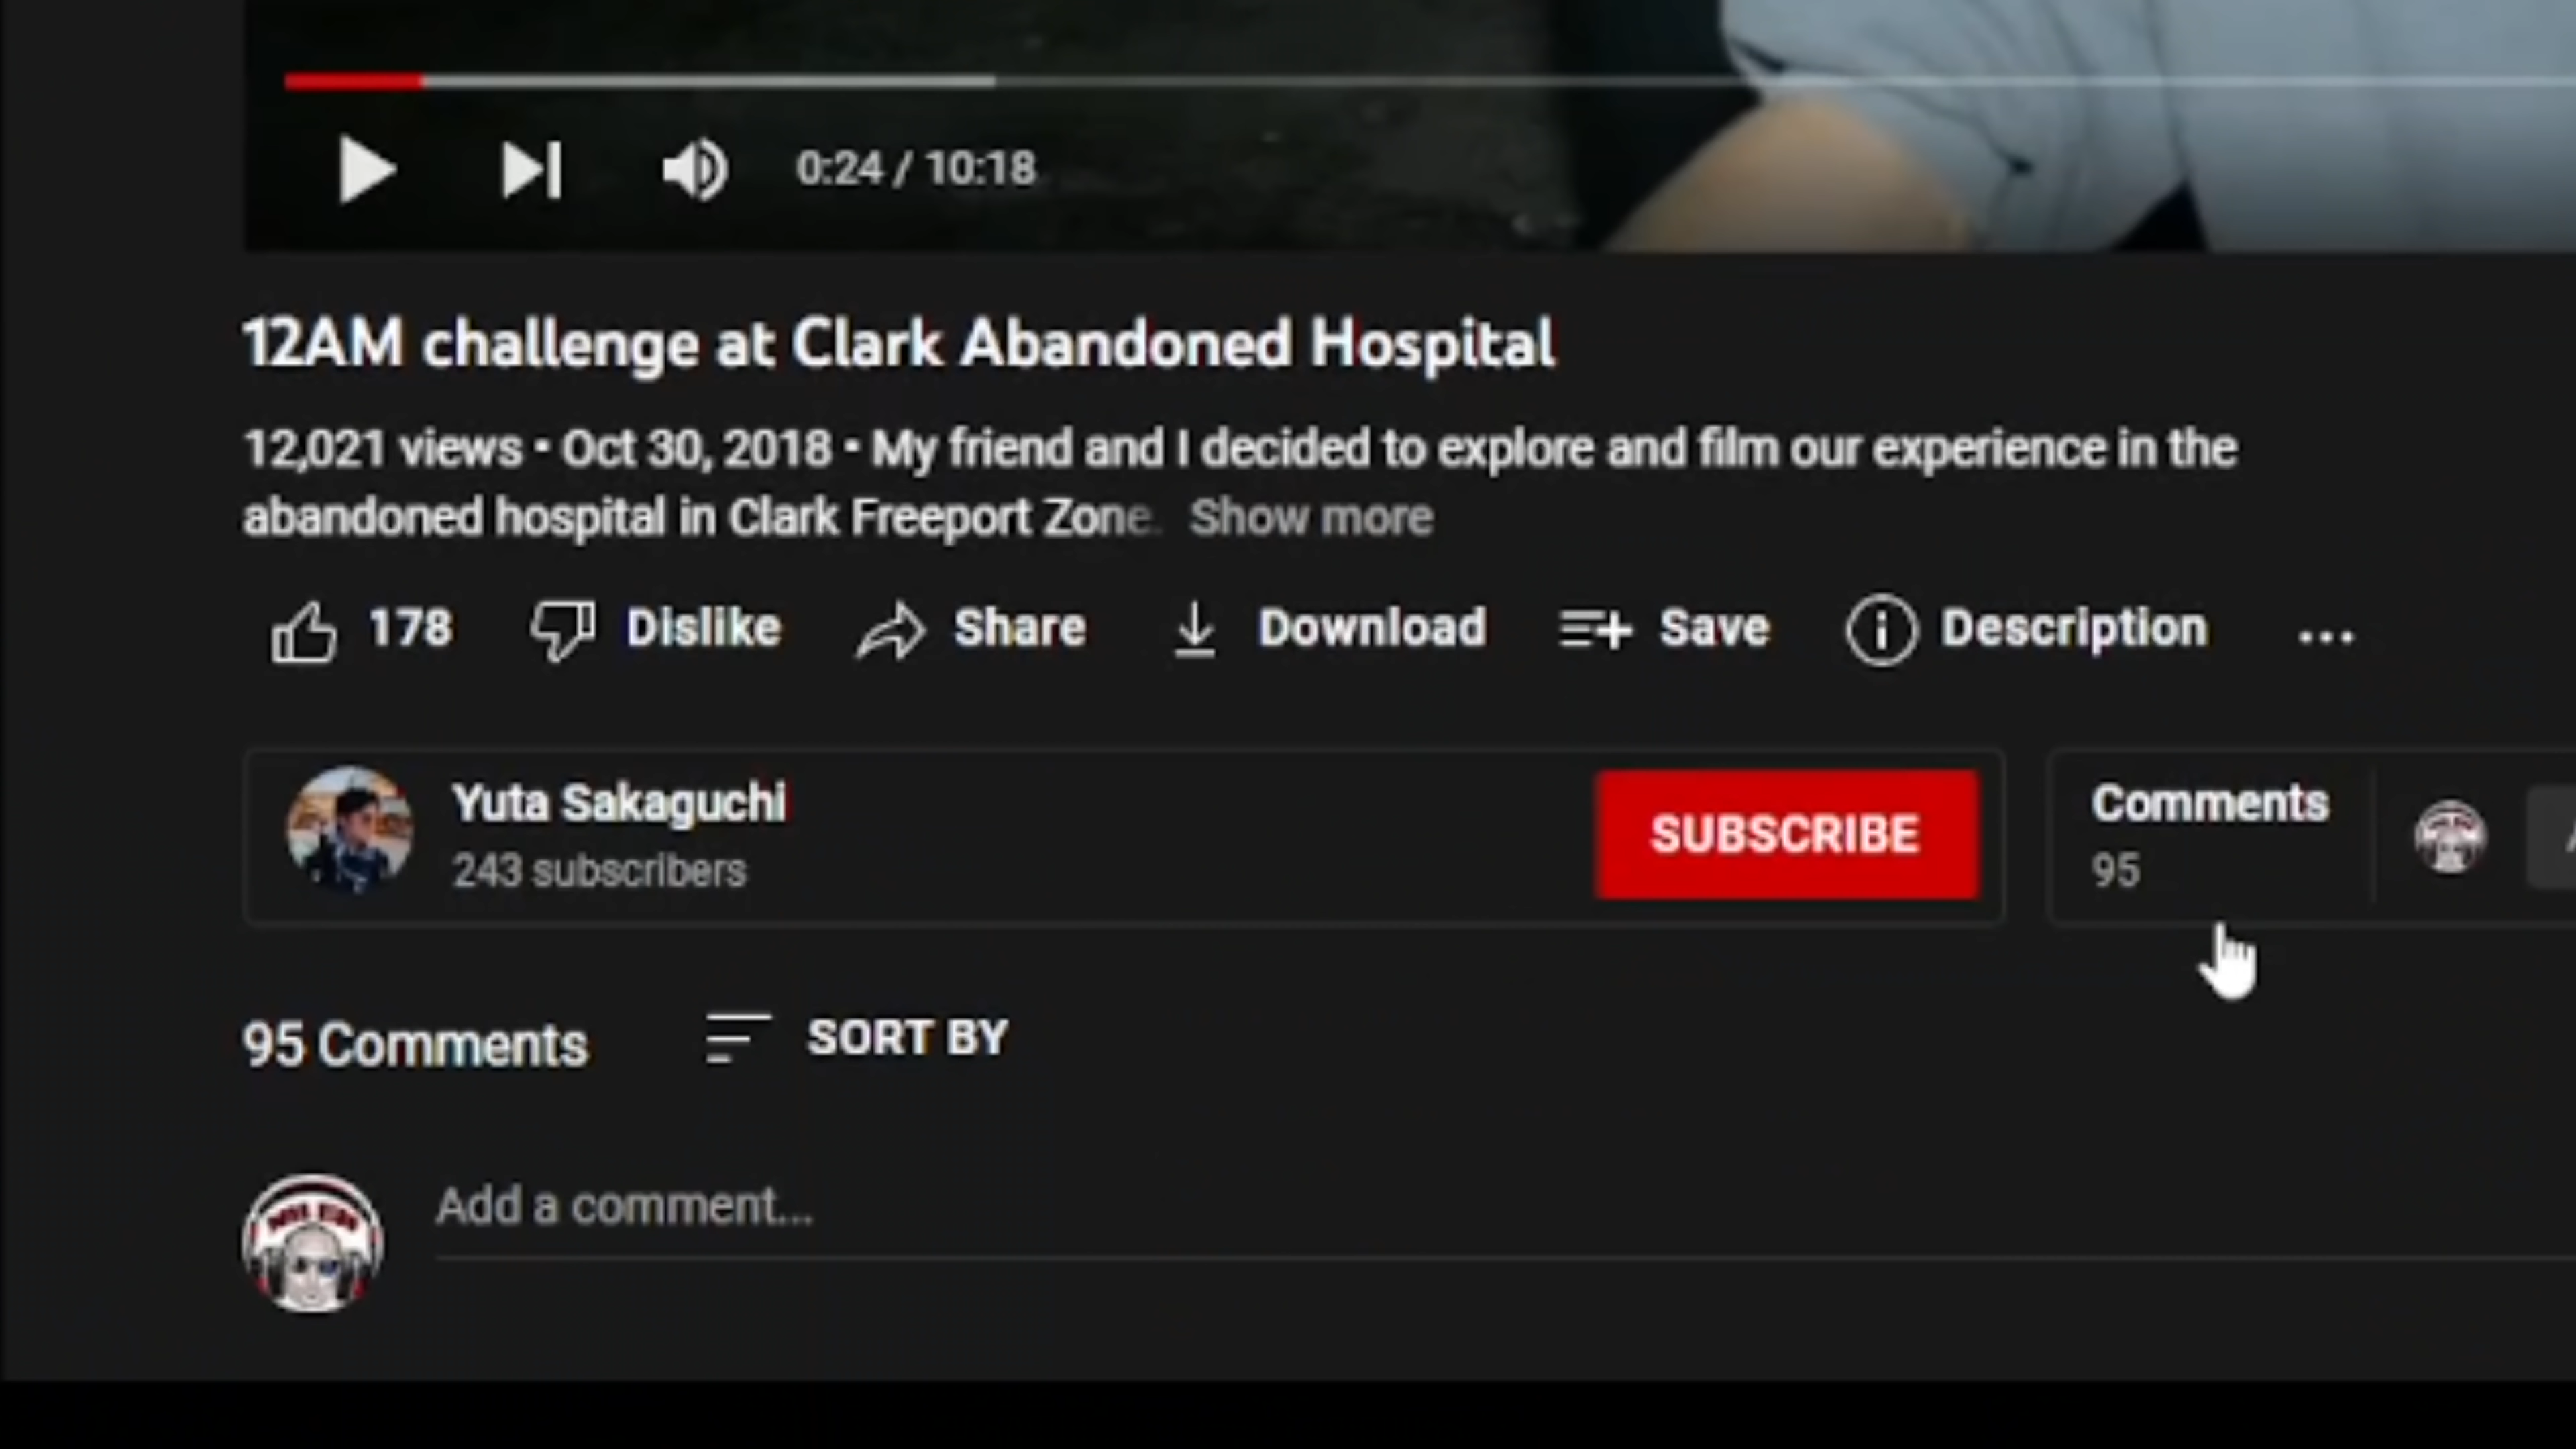 0:24 / 10:18
12AM challenge at Clark Abandoned Hospital
12,021 views • Oct 30, 2018 • My friend and I decided to explore and film our experience in the
abandoned hospital in Clark Freeport Zone. Show more
178 Dislike Share Download Save Description ...
Yuta Sakaguchi SUBSCRIBE Comments
243 subscribers 95
95 Comments SORT BY
Add a comment...